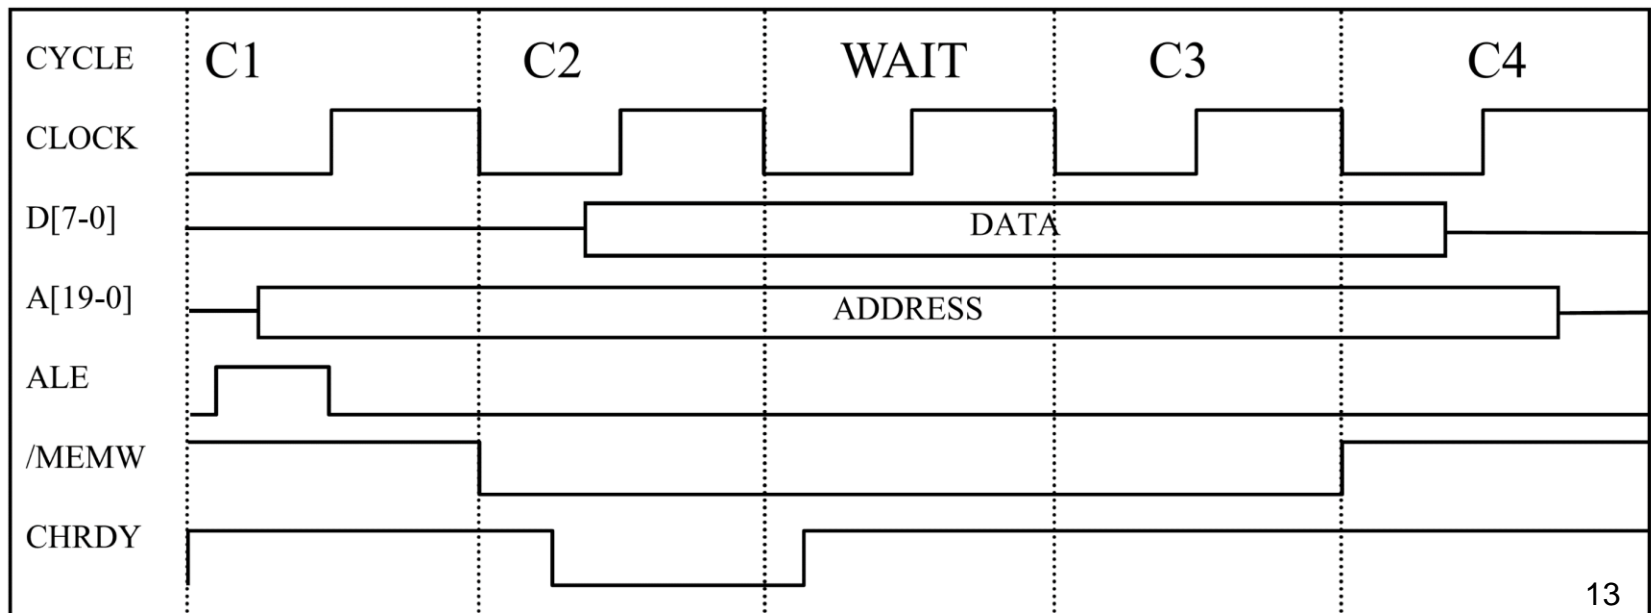 CYCLE C1 C2 WAIT C3 C4
CLOCK
D[7-0] DATA
A[19-0] ADDRESS
ALE
/MEMW
CHRDY
13